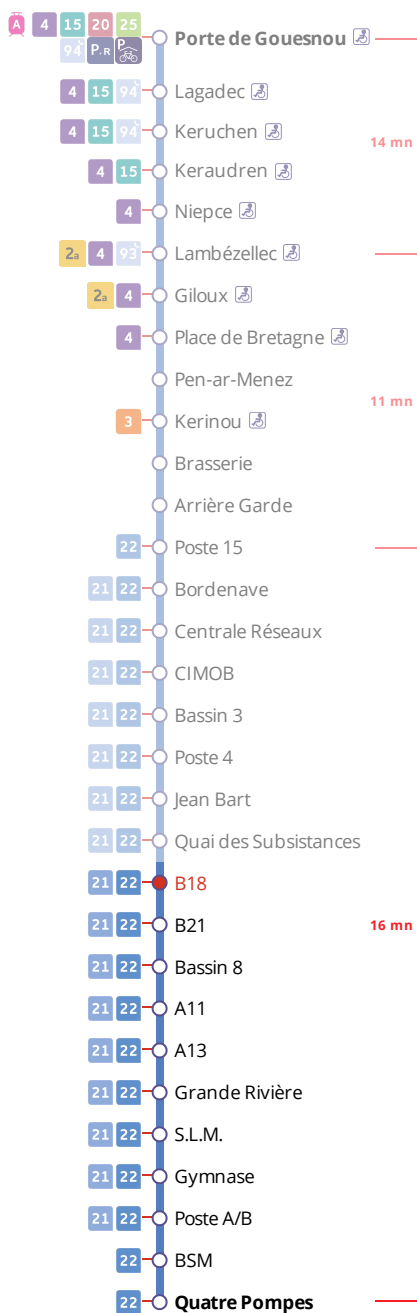 A 4 15 20 25
94 P.R P
Porte de Gouesnou
4 15 94 Lagadec
4 15 94 Keruchen
14 mn
4 15 Keraudren
4 Niepce
2a 4 93 Lambézellec
2a 4 Giloux
4 Place de Bretagne
Pen-ar-Menez
11 mn
3 Kerinou
Brasserie
Arrière Garde
22 Poste 15
21 22 Bordenave
21 22 Centrale Réseaux
21 22 CIMOB
21 22 Bassin 3
21 22 Poste 4
21 22 Jean Bart
21 22 Quai des Subsistances
21 22 B18
21 22 B21
16 mn
21 22 Bassin 8
21 22 A11
21 22 A13
21 22 Grande Rivière
21 22 S.L.M.
21 22 Gymnase
21 22 Poste A/B
22 BSM
22 Quatre Pompes